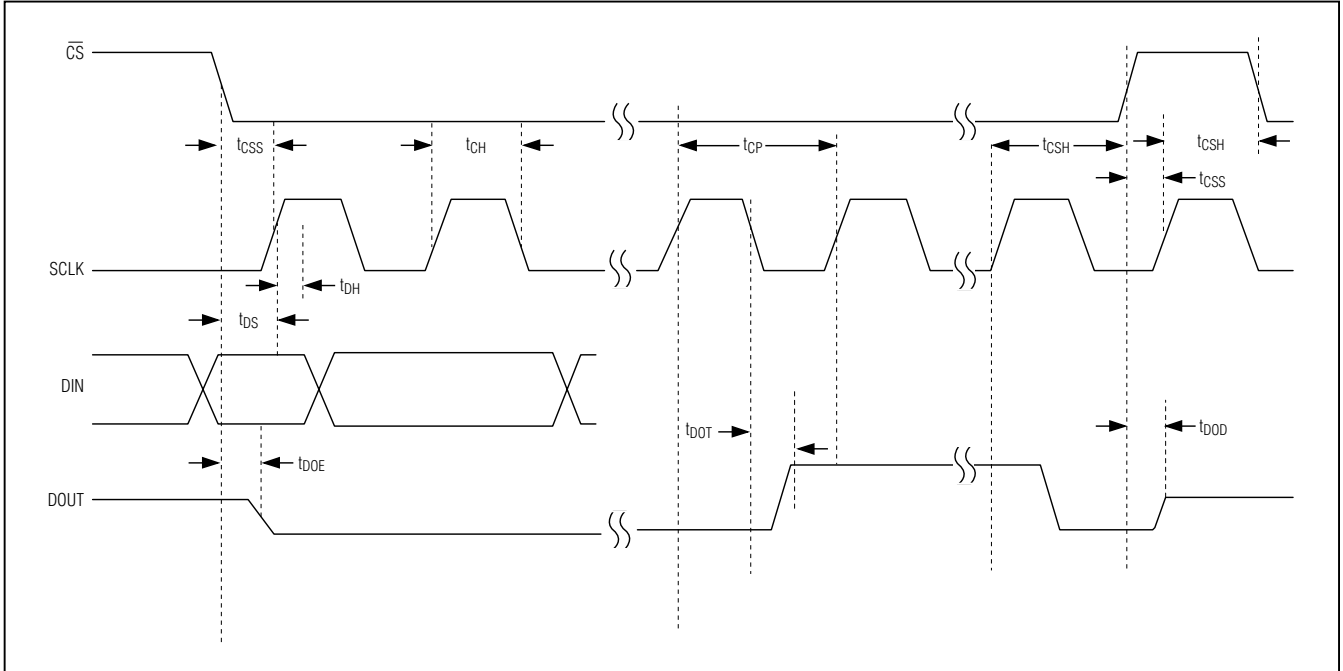 CS
tCSS
tCH
tCP
tCSH
tCSH
tCSS
SCLK
tDH
tDS
DIN
tDOT
tDOD
tDOE
DOUT